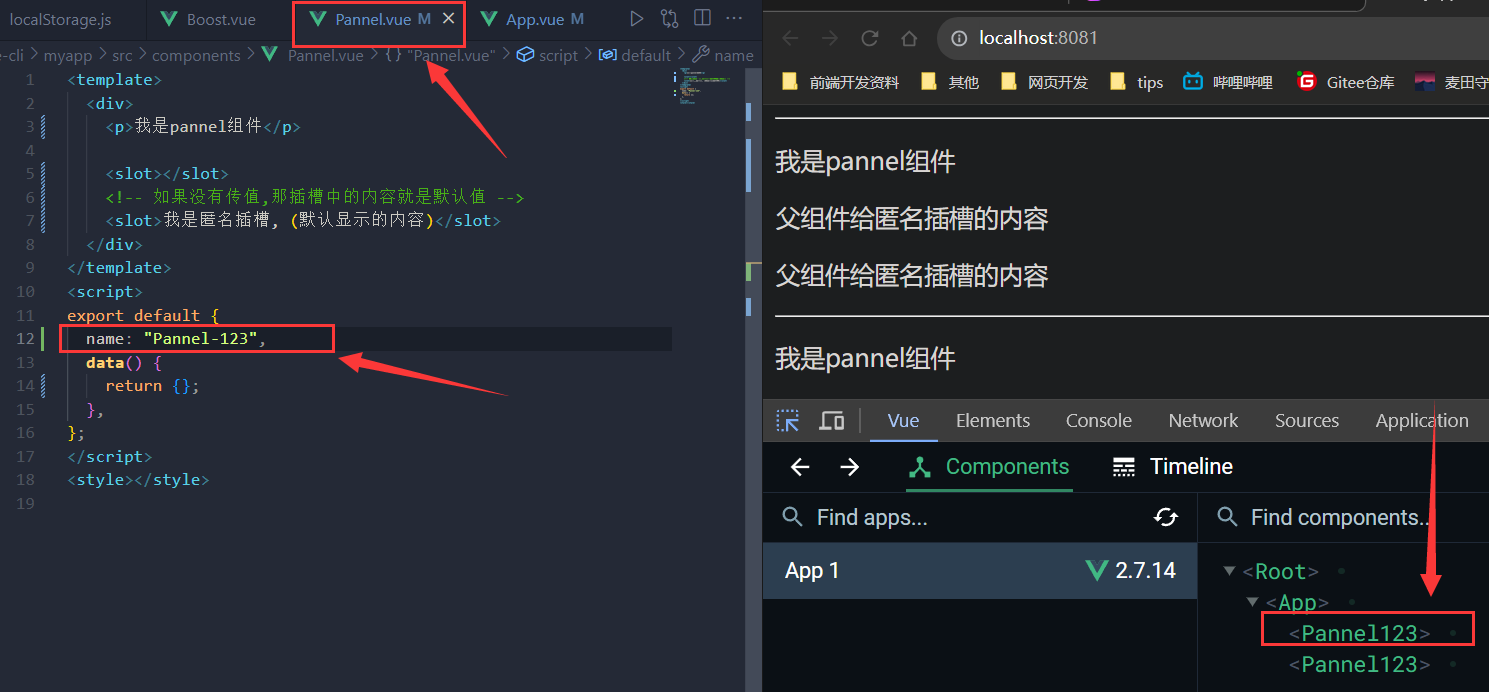 localStorage.js
Boost.vue
Pannel.vue M
App.vue M
e-cli > myapp > src > components > Pannel.vue > {} "Pannel.vue" > script > default > name
1 <template>
2 <div>
3 <p>我是pannel组件</p>
4
5 <slot></slot>
6 <!-- 如果没有传值,那插槽中的内容就是默认值 -->
7 <slot>我是匿名插槽, (默认显示的内容)</slot>
8 </div>
9 </template>
10 <script>
11 export default {
12 name: "Pannel-123",
13 data() {
14 return {};
15 },
16 };
17 </script>
18 <style></style>
19
localhost:8081
前端开发资料
其他
网页开发
tips
哔哩哔哩
Gitee仓库
麦田守
我是pannel组件
父组件给匿名插槽的内容
父组件给匿名插槽的内容
我是pannel组件
Vue Elements Console Network Sources Application
Components
Timeline
Find apps...
Find components...
App 1
2.7.14
<Root>
<App>
<Pannel123>
<Pannel123>